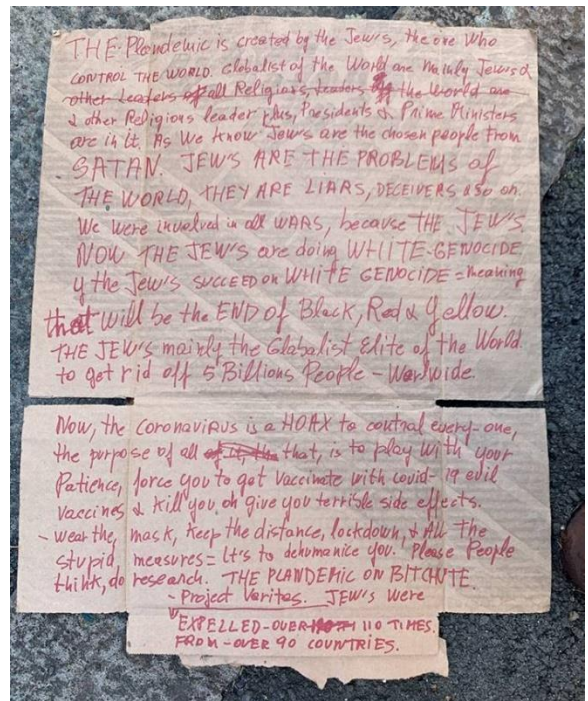 THE Plandemic is created by the Jew's, the one Who
CONTROL THE WORLD. Globalist of the World are Mainly Jews &
other Leaders of all Religions, Leaders of the World are
& other Religious leader plus, Presidents & Prime Ministers
are in it. As We Know Jew's are the chosen people from
SATAN. JEW'S ARE THE PROBLEMS of
THE WORLD, THEY ARE LIARS, DECEIVERS & so on.
We were involved in all WARS, because THE JEW'S.
NOW THE JEW'S are doing WHITE-GENOCIDE
y the Jew's SUCCEED ON WHITE GENOCIDE = meaning
that will be the END of Black, Red & Yellow.
THE JEW'S mainly the Globalist Elite of the World.
to get rid off 5 Billions People - Worlwide.
Now, the CoronaviRus is a HOAX to control every-one,
the purpose of all that, is to play with your
Patience, force you to get vaccinate with covid-19 evil
vaccines & kill you, oh give you terrible side effects.
- wear the, mask, Keep the distance, lockdown, & All The
stupid measures = It's to dehumanice you. Please People
think, do research. THE PLANDEMIC ON BITCHUTE.
- Project Veritas. JEW'S were
EXPELLED-OVER 110 TIMES.
FROM-OVER 90 COUNTRIES.